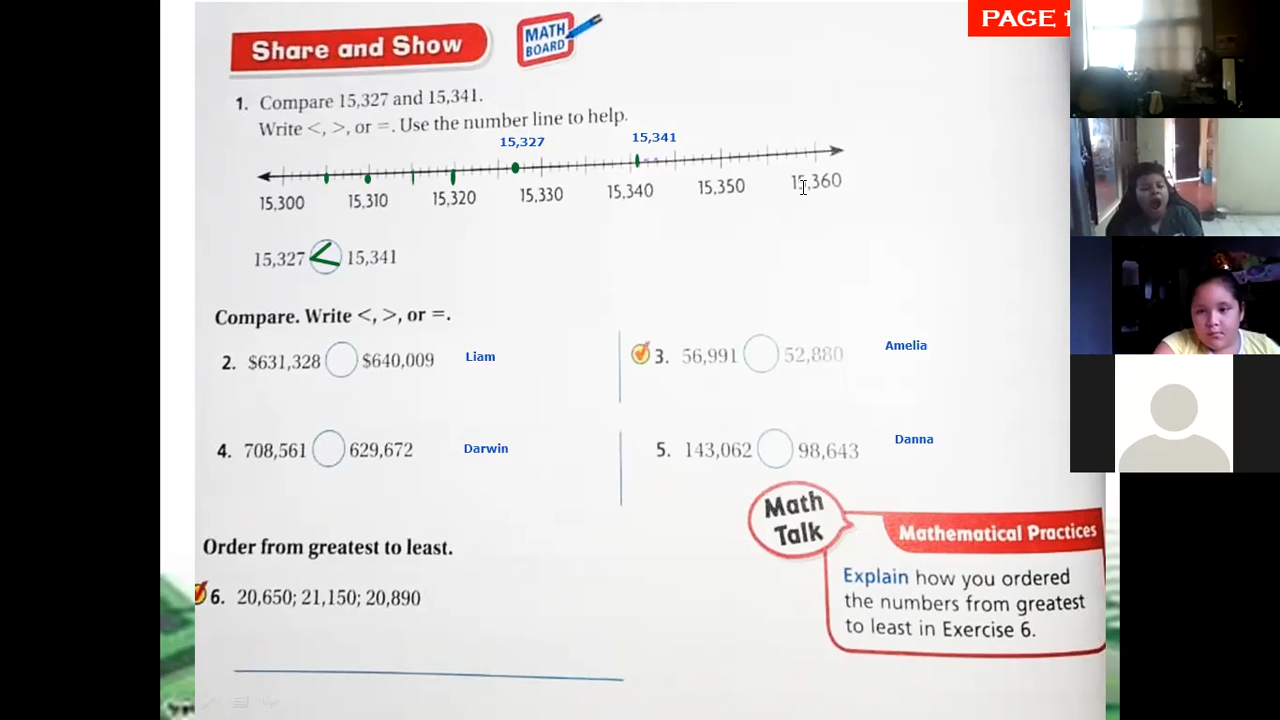 PAGE 1
Share and Show
MATH
BOARD
1. Compare 15,327 and 15,341.
Write <, >, or =. Use the number line to help.
15,327 15,341
15,300 15,310 15,320 15,330 15,340 15,350 15,360
15,327 < 15,341
Compare. Write <, >, or =.
2. $631,328 $640,009 Liam
3. 56,991 52,880 Amelia
4. 708,561 629,672 Darwin
5. 143,062 98,643 Danna
Math
Talk
Mathematical Practices
Explain how you ordered
the numbers from greatest
to least in Exercise 6.
Order from greatest to least.
6. 20,650; 21,150; 20,890